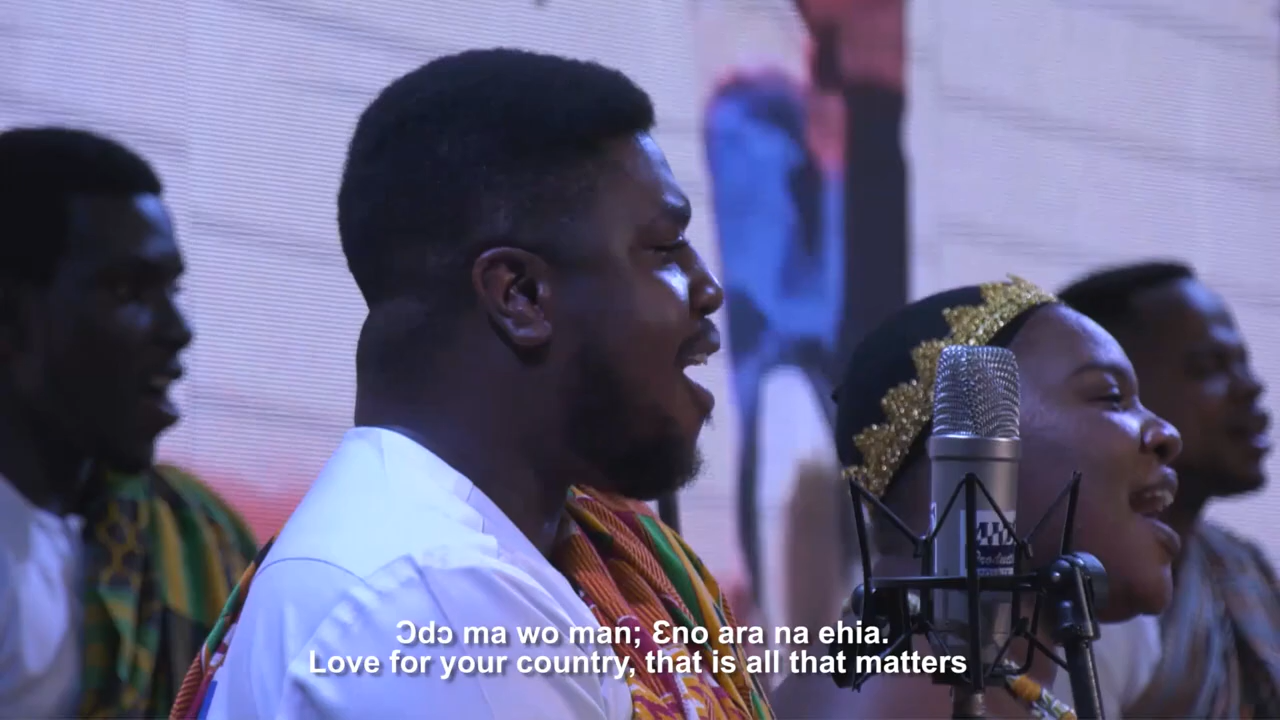 Ɔdɔ ma wo man; Ɛno ara na ehia.
Love for your country, that is all that matters